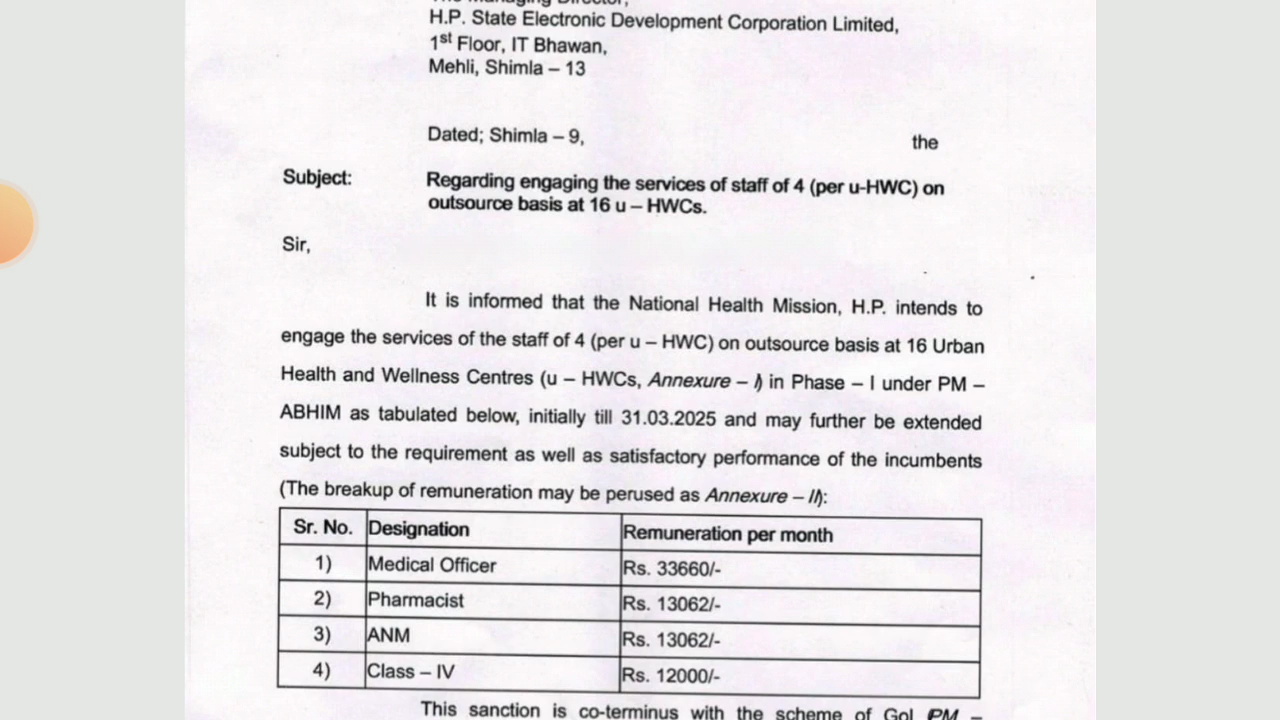 The Managing Director,
H.P. State Electronic Development Corporation Limited,
1st Floor, IT Bhawan,
Mehli, Shimla – 13
Dated; Shimla – 9, the
Subject: Regarding engaging the services of staff of 4 (per u-HWC) on
outsource basis at 16 u – HWCs.
Sir,
It is informed that the National Health Mission, H.P. intends to
engage the services of the staff of 4 (per u – HWC) on outsource basis at 16 Urban
Health and Wellness Centres (u – HWCs, Annexure – I) in Phase – I under PM –
ABHIM as tabulated below, initially till 31.03.2025 and may further be extended
subject to the requirement as well as satisfactory performance of the incumbents
(The breakup of remuneration may be perused as Annexure – II):
Sr. No. Designation Remuneration per month
1) Medical Officer Rs. 33660/-
2) Pharmacist Rs. 13062/-
3) ANM Rs. 13062/-
4) Class – IV Rs. 12000/-
This sanction is co-terminus with the scheme of GoI PM –